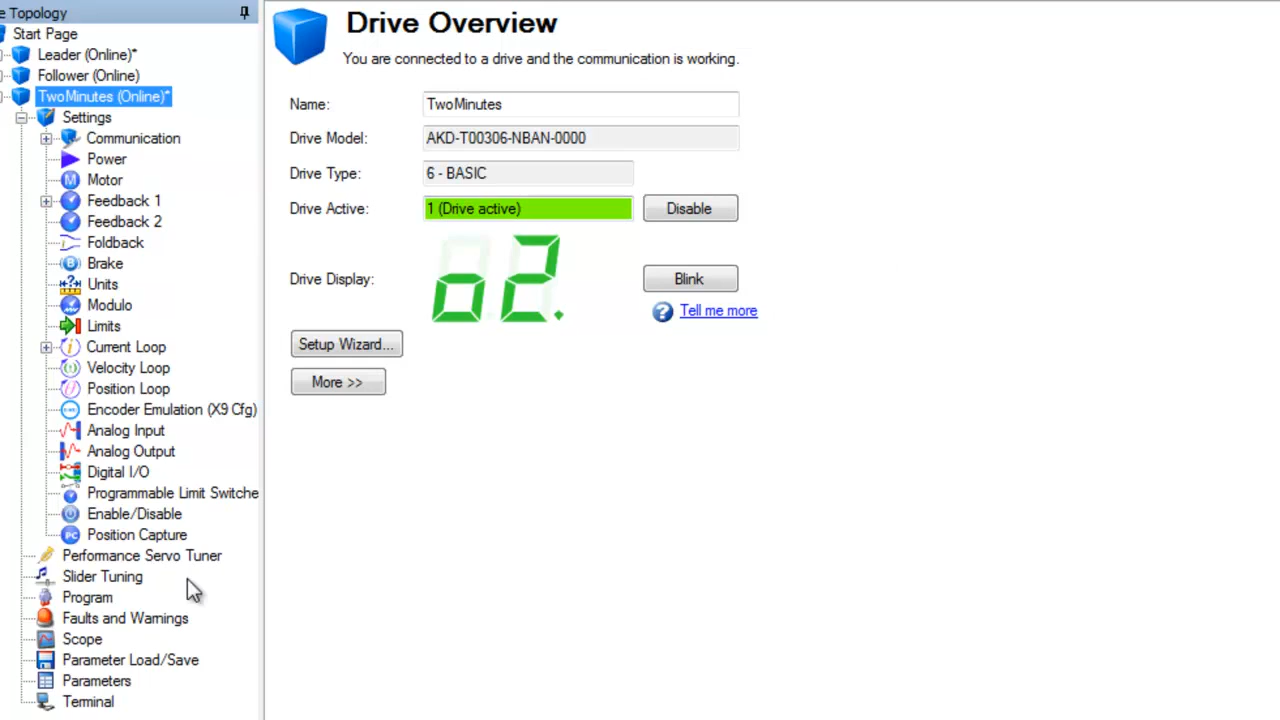 e Topology
Start Page
Leader (Online)*
Follower (Online)
TwoMinutes (Online)*
Settings
Communication
Power
Motor
Feedback 1
Feedback 2
Foldback
Brake
Units
Modulo
Limits
Current Loop
Velocity Loop
Position Loop
Encoder Emulation (X9 Cfg)
Analog Input
Analog Output
Digital I/O
Programmable Limit Switche
Enable/Disable
Position Capture
Performance Servo Tuner
Slider Tuning
Program
Faults and Warnings
Scope
Parameter Load/Save
Parameters
Terminal
Drive Overview
You are connected to a drive and the communication is working.
Name: TwoMinutes
Drive Model: AKD-T00306-NBAN-0000
Drive Type: 6 - BASIC
Drive Active: 1 (Drive active) Disable
Drive Display: o2. Blink
Tell me more
Setup Wizard...
More >>